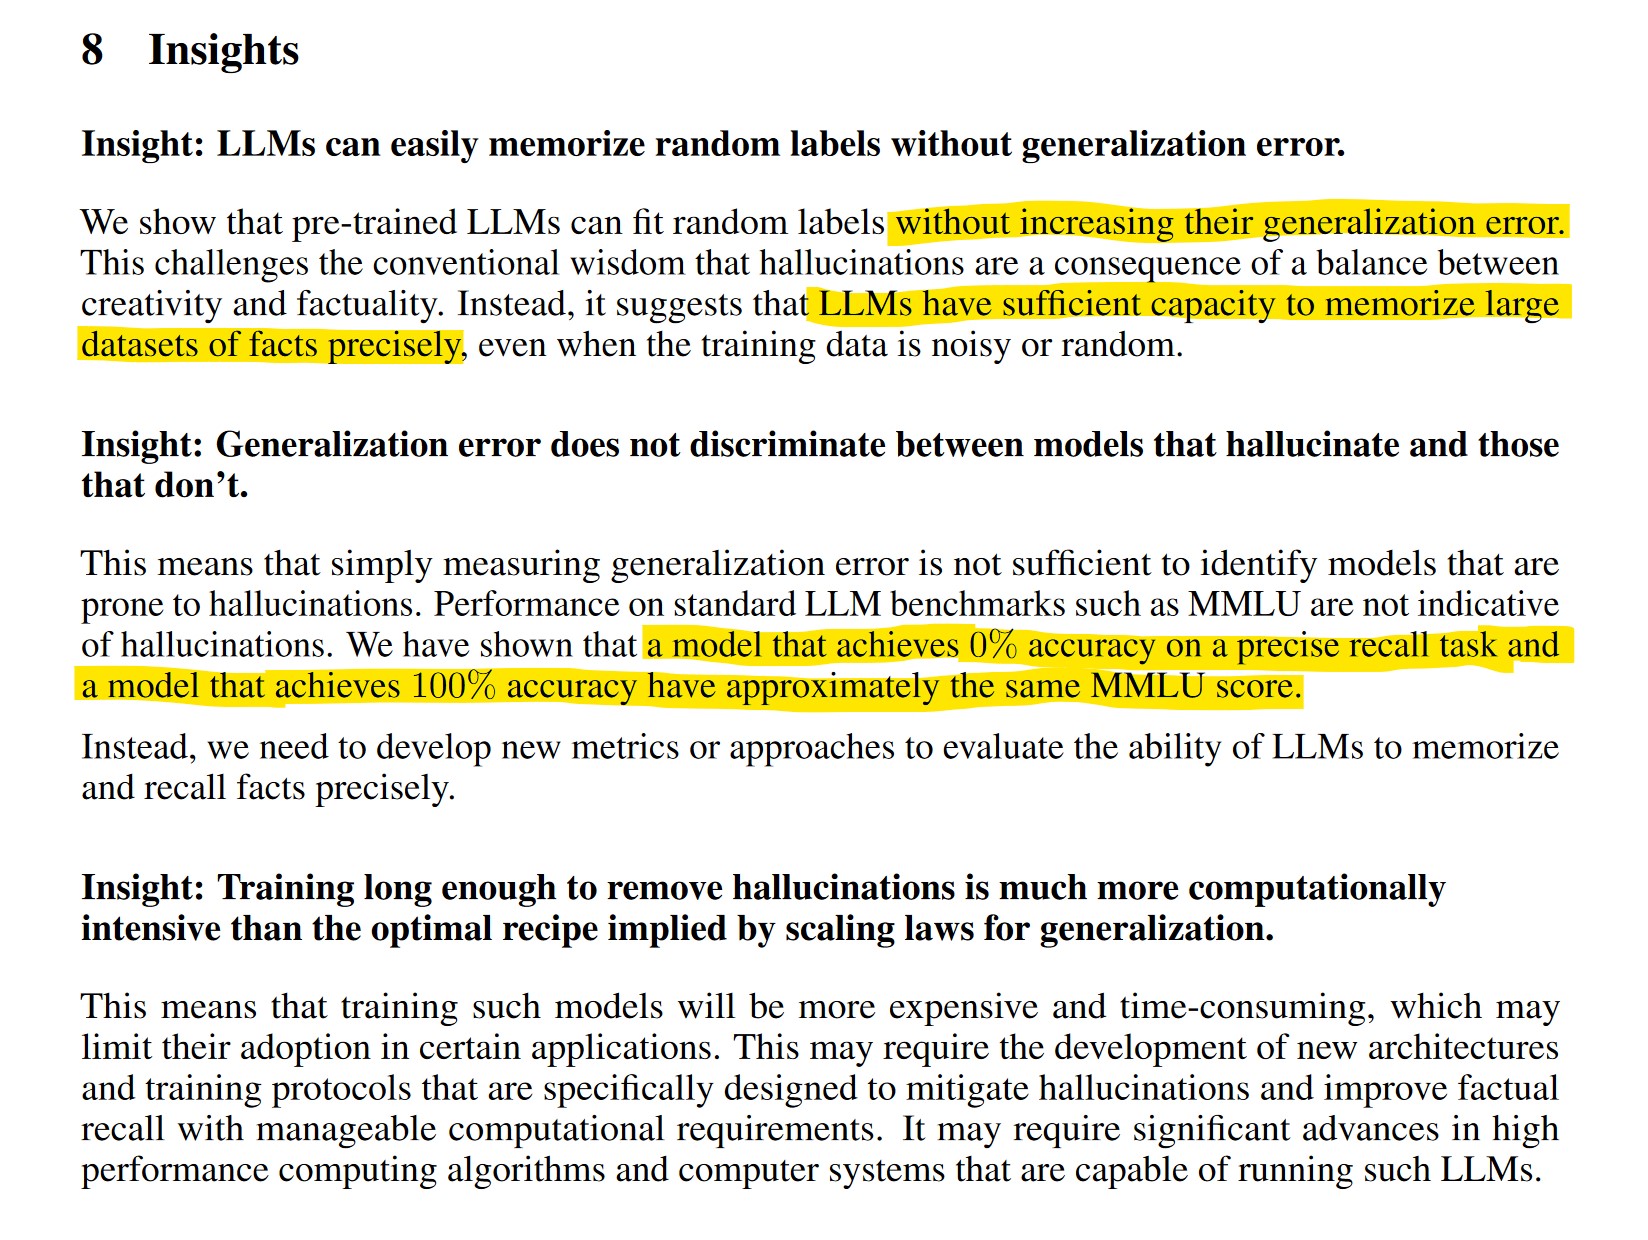 8 Insights
Insight: LLMs can easily memorize random labels without generalization error.
We show that pre-trained LLMs can fit random labels without increasing their generalization error.
This challenges the conventional wisdom that hallucinations are a consequence of a balance between
creativity and factuality. Instead, it suggests that LLMs have sufficient capacity to memorize large
datasets of facts precisely, even when the training data is noisy or random.
Insight: Generalization error does not discriminate between models that hallucinate and those
that don't.
This means that simply measuring generalization error is not sufficient to identify models that are
prone to hallucinations. Performance on standard LLM benchmarks such as MMLU are not indicative
of hallucinations. We have shown that a model that achieves 0% accuracy on a precise recall task and
a model that achieves 100% accuracy have approximately the same MMLU score.
Instead, we need to develop new metrics or approaches to evaluate the ability of LLMs to memorize
and recall facts precisely.
Insight: Training long enough to remove hallucinations is much more computationally
intensive than the optimal recipe implied by scaling laws for generalization.
This means that training such models will be more expensive and time-consuming, which may
limit their adoption in certain applications. This may require the development of new architectures
and training protocols that are specifically designed to mitigate hallucinations and improve factual
recall with manageable computational requirements. It may require significant advances in high
performance computing algorithms and computer systems that are capable of running such LLMs.